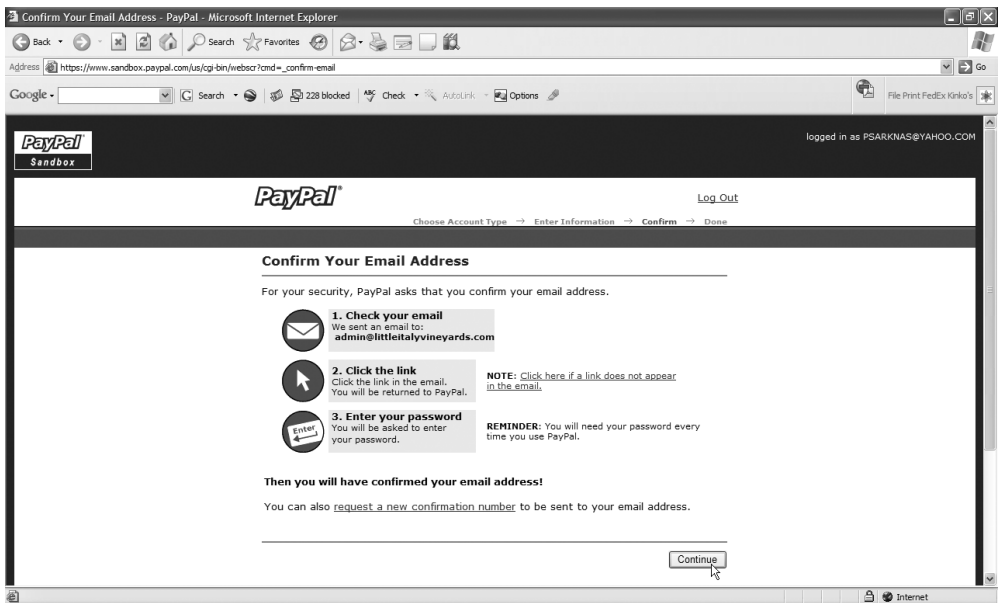 Confirm Your Email Address - PayPal - Microsoft Internet Explorer
Back Search Favorites
Address https://www.sandbox.paypal.com/us/cgi-bin/webscr?cmd=_confirm-email Go
Google Search 228 blocked ABC Check AutoLink Options File Print FedEx Kinko's
PayPal
Sandbox
logged in as PSARKNAS@YAHOO.COM
PayPal
Log Out
Choose Account Type → Enter Information → Confirm → Done
Confirm Your Email Address
For your security, PayPal asks that you confirm your email address.
1. Check your email
We sent an email to:
admin@littleitalyvineyards.com
2. Click the link
Click the link in the email.
You will be returned to PayPal.
NOTE: Click here if a link does not appear
in the email.
Enter
3. Enter your password
You will be asked to enter
your password.
REMINDER: You will need your password every
time you use PayPal.
Then you will have confirmed your email address!
You can also request a new confirmation number to be sent to your email address.
Continue
Internet